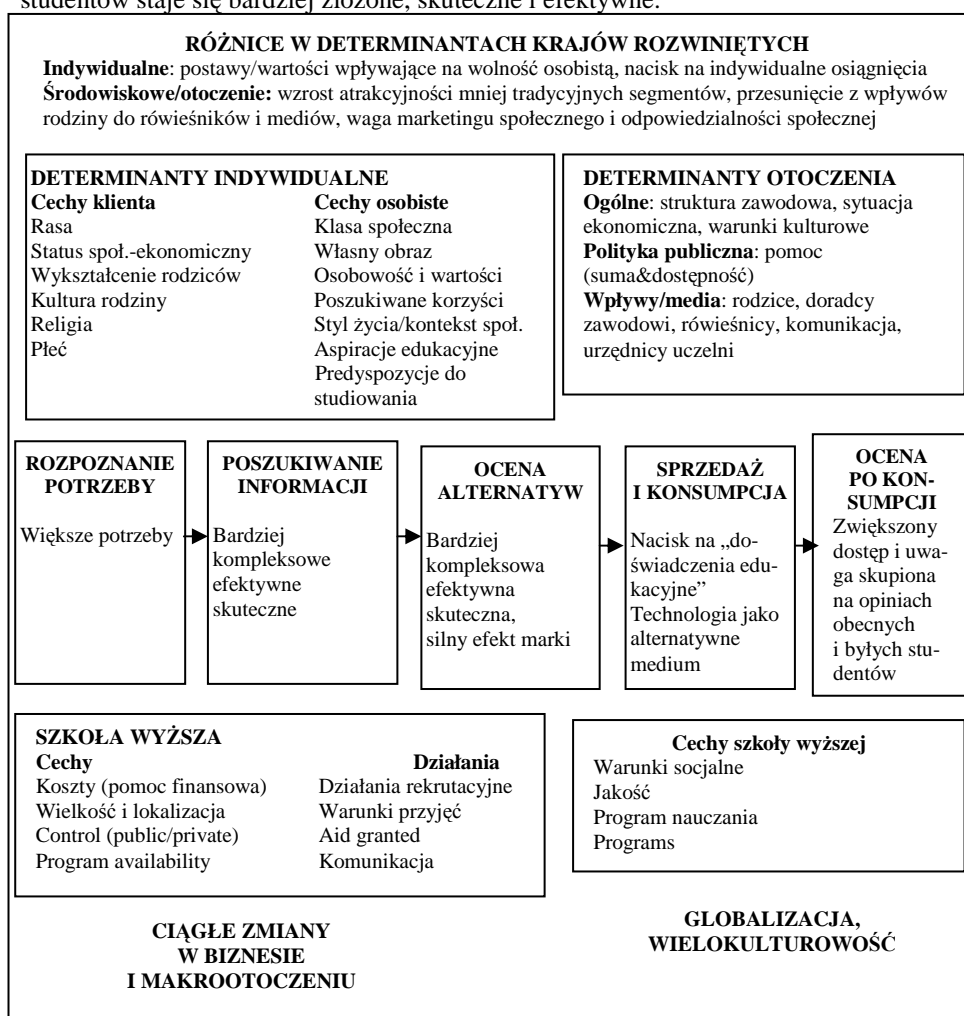 studentów staje się bardziej złożone, skuteczne i efektywne.
RÓŻNICE W DETERMINANTACH KRAJÓW ROZWINIĘTYCH
Indywidualne: postawy/wartości wpływające na wolność osobistą, nacisk na indywidualne osiągnięcia
Środowiskowe/otoczenie: wzrost atrakcyjności mniej tradycyjnych segmentów, przesunięcie z wpływów
rodziny do rówieśników i mediów, waga marketingu społecznego i odpowiedzialności społecznej
DETERMINANTY INDYWIDUALNE
Cechy klienta
Rasa
Status społ.-ekonomiczny
Wykształcenie rodziców
Kultura rodziny
Religia
Płeć
Cechy osobiste
Klasa społeczna
Własny obraz
Osobowość i wartości
Poszukiwane korzyści
Styl życia/kontekst społ.
Aspiracje edukacyjne
Predyspozycje do
studiowania
DETERMINANTY OTOCZENIA
Ogólne: struktura zawodowa, sytuacja
ekonomiczna, warunki kulturowe
Polityka publiczna: pomoc
(suma&dostępność)
Wpływy/media: rodzice, doradcy
zawodowi, rówieśnicy, komunikacja,
urzędnicy uczelni
ROZPOZNANIE
POTRZEBY
Większe potrzeby
POSZUKIWANIE
INFORMACJI
Bardziej
kompleksowe
efektywne
skuteczne
OCENA
ALTERNATYW
Bardziej
kompleksowa
efektywna
skuteczna,
silny efekt marki
SPRZEDAŻ
I KONSUMPCJA
Nacisk na „do-
świadczenia edu-
kacyjne”
Technologia jako
alternatywne
medium
OCENA
PO KON-
SUMPCJI
Zwiększony
dostęp i uwa-
ga skupiona
na opiniach
obecnych
i byłych stu-
dentów
SZKOŁA WYŻSZA
Cechy
Koszty (pomoc finansowa)
Wielkość i lokalizacja
Control (public/private)
Program availability
Działania
Działania rekrutacyjne
Warunki przyjęć
Aid granted
Komunikacja
Cechy szkoły wyższej
Warunki socjalne
Jakość
Program nauczania
Programs
CIĄGŁE ZMIANY
W BIZNESIE
I MAKROOTOCZENIU
GLOBALIZACJA,
WIELOKULTUROWOŚĆ